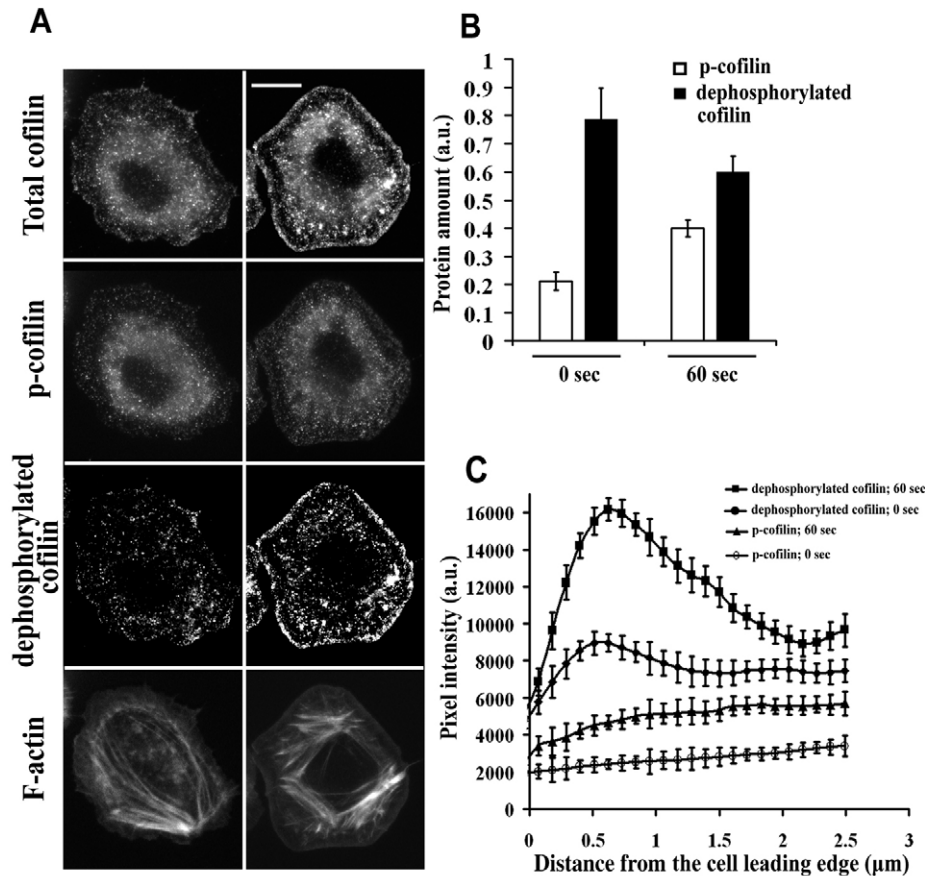 A
Total cofilin
p-cofilin
dephosphorylated
cofilin
F-actin
B
p-cofilin
dephosphorylated
cofilin
Protein amount (a.u.)
1
0.9
0.8
0.7
0.6
0.5
0.4
0.3
0.2
0.1
0
0 sec
60 sec
C
dephosphorylated cofilin; 60 sec
dephosphorylated cofilin; 0 sec
p-cofilin; 60 sec
p-cofilin; 0 sec
Pixel intensity (a.u.)
16000
14000
12000
10000
8000
6000
4000
2000
0
0
0.5
1
1.5
2
2.5
3
Distance from the cell leading edge (µm)